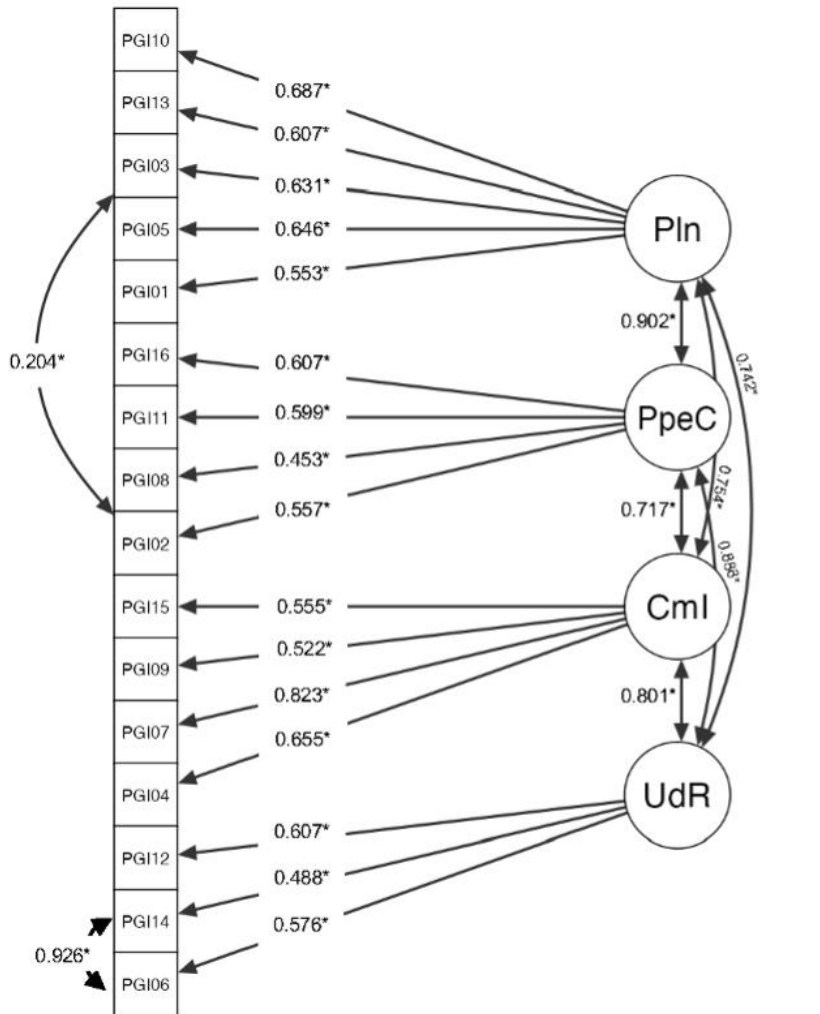 PGI10
0.687*
PGI13
0.607*
PGI03
0.631*
PGI05
0.646*
Pln
PGI01
0.553*
0.902*
PGI16
0.607*
0.204*
0.742*
PGI11
0.599*
PpeC
PGI08
0.453*
0.754*
PGI02
0.557*
0.717*
0.888*
PGI15
0.555*
CmI
PGI09
0.522*
PGI07
0.823*
0.801*
PGI04
0.655*
UdR
PGI12
0.607*
PGI14
0.488*
0.926*
PGI06
0.576*